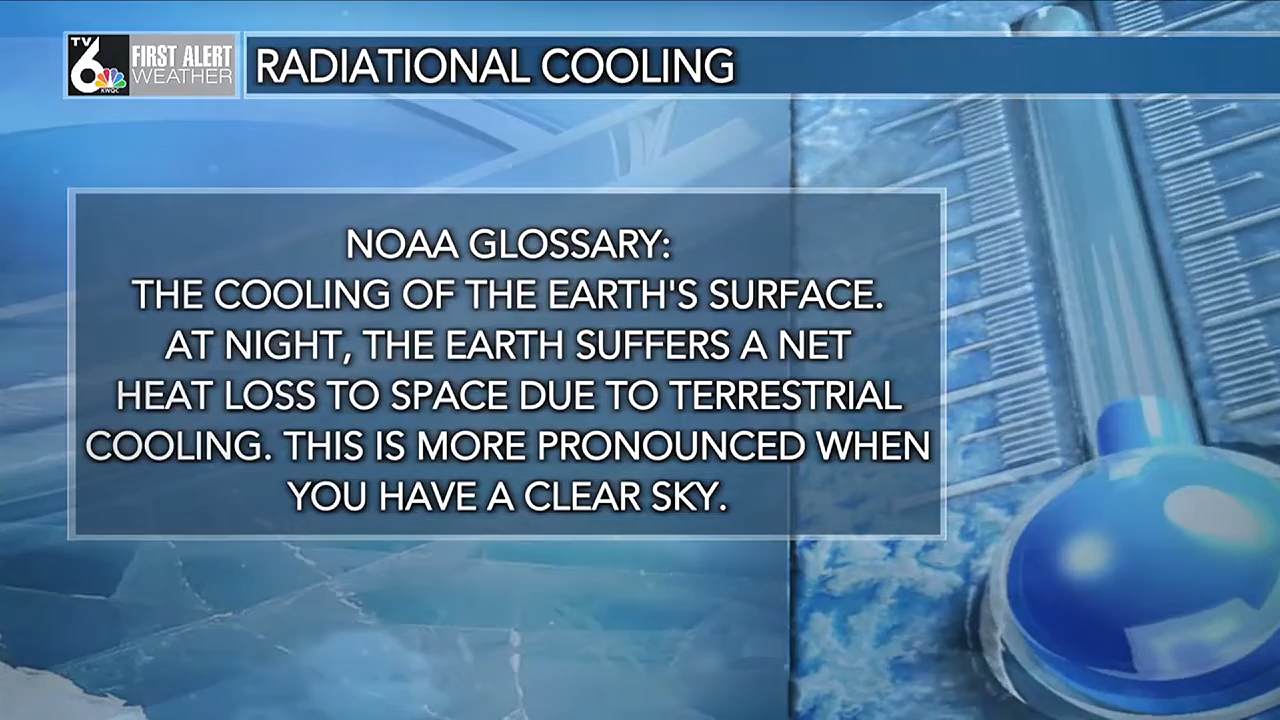 TV
6
KWQC
FIRST ALERT
WEATHER
RADIATIONAL COOLING
NOAA GLOSSARY:
THE COOLING OF THE EARTH'S SURFACE.
AT NIGHT, THE EARTH SUFFERS A NET
HEAT LOSS TO SPACE DUE TO TERRESTRIAL
COOLING. THIS IS MORE PRONOUNCED WHEN
YOU HAVE A CLEAR SKY.